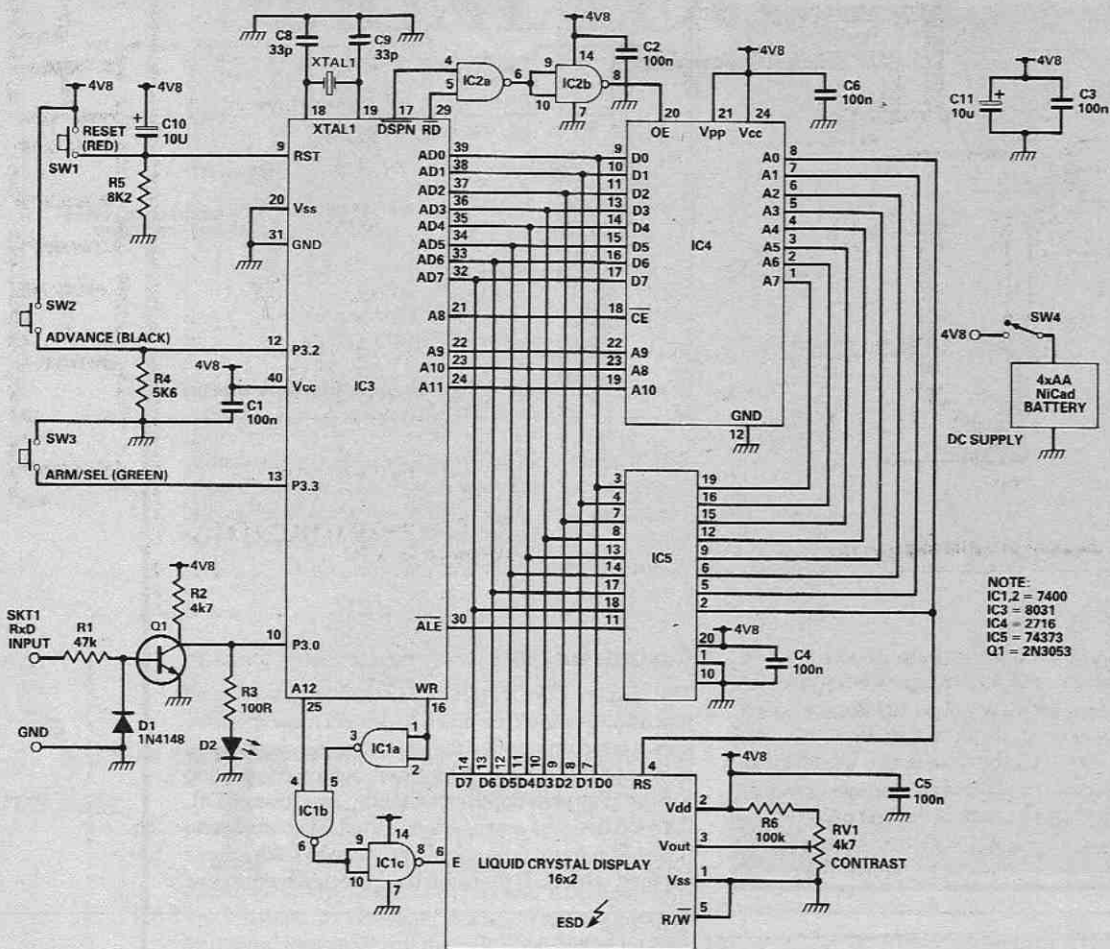 C8
33p
C9
33p
XTAL1
4V8
4V8
RESET
(RED)
SW1
C10
10U
R5
8K2
18
19
17
29
XTAL1
DSPN
RD
9
RST
20
Vss
31
GND
SW2
ADVANCE (BLACK)
12
P3.2
R4
5K6
4V8
40
Vcc
IC3
C1
100n
SW3
ARM/SEL (GREEN)
13
P3.3
4
5
IC2a
6
9
10
IC2b
14
8
7
4V8
C2
100n
4V8
C6
100n
4V8
C11
10u
C3
100n
20
21
24
OE
Vpp
Vcc
AD0
39
AD1
38
AD2
37
AD3
36
AD4
35
AD5
34
AD6
33
AD7
32
A8
21
A9
22
A10
23
A11
24
9
D0
10
D1
11
D2
13
D3
14
D4
15
D5
16
D6
17
D7
18
CE
22
A9
23
A8
19
A10
IC4
A0
8
A1
7
A2
6
A3
5
A4
4
A5
3
A6
2
A7
1
GND
12
4V8
SW4
4xAA
NiCad
BATTERY
DC SUPPLY
3
4
7
8
13
14
17
18
11
IC5
19
16
15
12
9
6
5
2
20
1
10
4V8
C4
100n
ALE
30
NOTE:
IC1,2 = 7400
IC3 = 8031
IC4 = 2716
IC5 = 74373
Q1 = 2N3053
4V8
R2
4k7
SKT1
RxD
INPUT
R1
47k
Q1
10
P3.0
R3
100R
D1
1N4148
D2
GND
A12
25
WR
16
3
IC1a
1
2
4
5
IC1b
6
9
10
IC1c
14
8
7
6
E
14
13
12
11
10
9
8
7
4
D7
D6
D5
D4
D3
D2
D1
D0
RS
LIQUID CRYSTAL DISPLAY
16x2
ESD
Vdd
2
Vout
3
Vss
1
R/W
5
4V8
C5
100n
R6
100k
RV1
4k7
CONTRAST